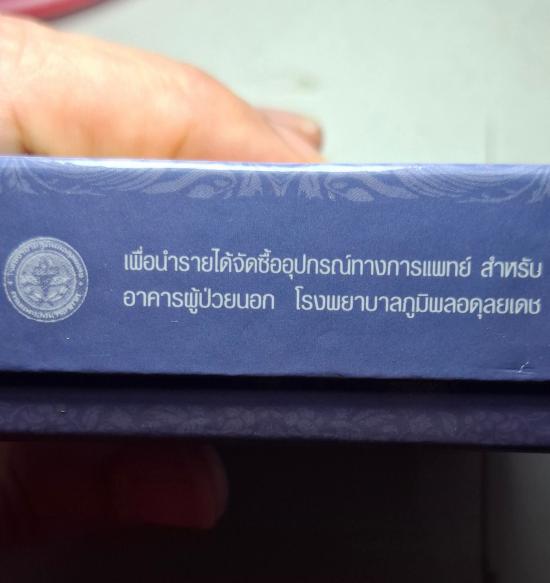 เพื่อนำรายได้จัดซื้ออุปกรณ์ทางการแพทย์ สำหรับ
อาคารผู้ป่วยนอก โรงพยาบาลภูมิพลอดุลยเดช